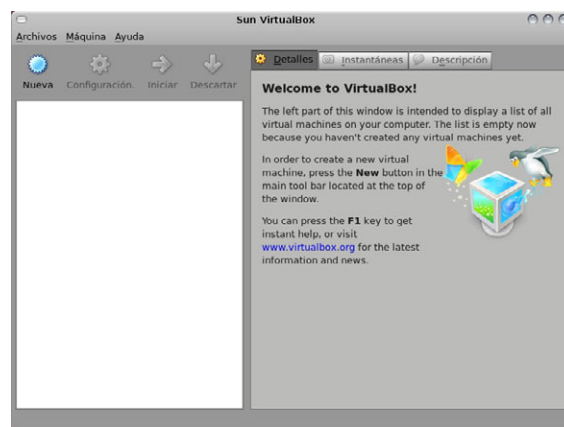 Sun VirtualBox
Archivos Máquina Ayuda
Nueva Configuración. Iniciar Descartar
Detalles Instantáneas Descripción
Welcome to VirtualBox!
The left part of this window is intended to display a list of all
virtual machines on your computer. The list is empty now
because you haven't created any virtual machines yet.
In order to create a new virtual
machine, press the New button in the
main tool bar located at the top of
the window.
You can press the F1 key to get
instant help, or visit
www.virtualbox.org for the latest
information and news.